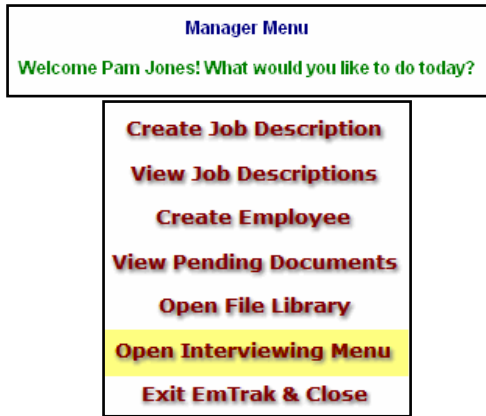 Manager Menu
Welcome Pam Jones! What would you like to do today?
Create Job Description
View Job Descriptions
Create Employee
View Pending Documents
Open File Library
Open Interviewing Menu
Exit EmTrak & Close